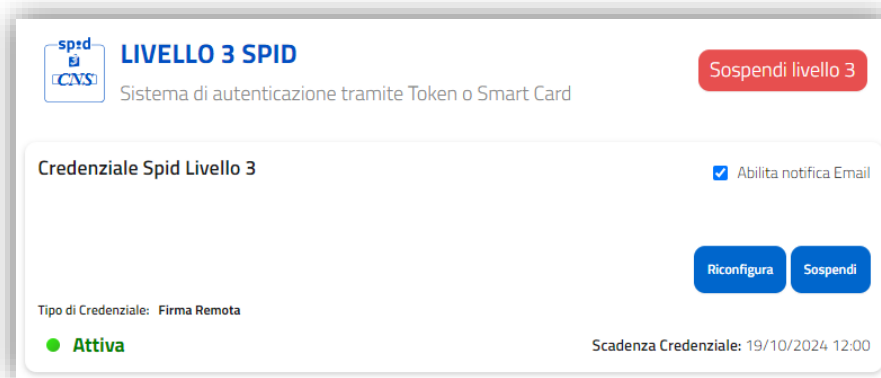 spid
3
CNS
LIVELLO 3 SPID
Sistema di autenticazione tramite Token o Smart Card
Sospendi livello 3
Credenziale Spid Livello 3
Abilita notifica Email
Riconfigura
Sospendi
Tipo di Credenziale: Firma Remota
Attiva
Scadenza Credenziale: 19/10/2024 12:00